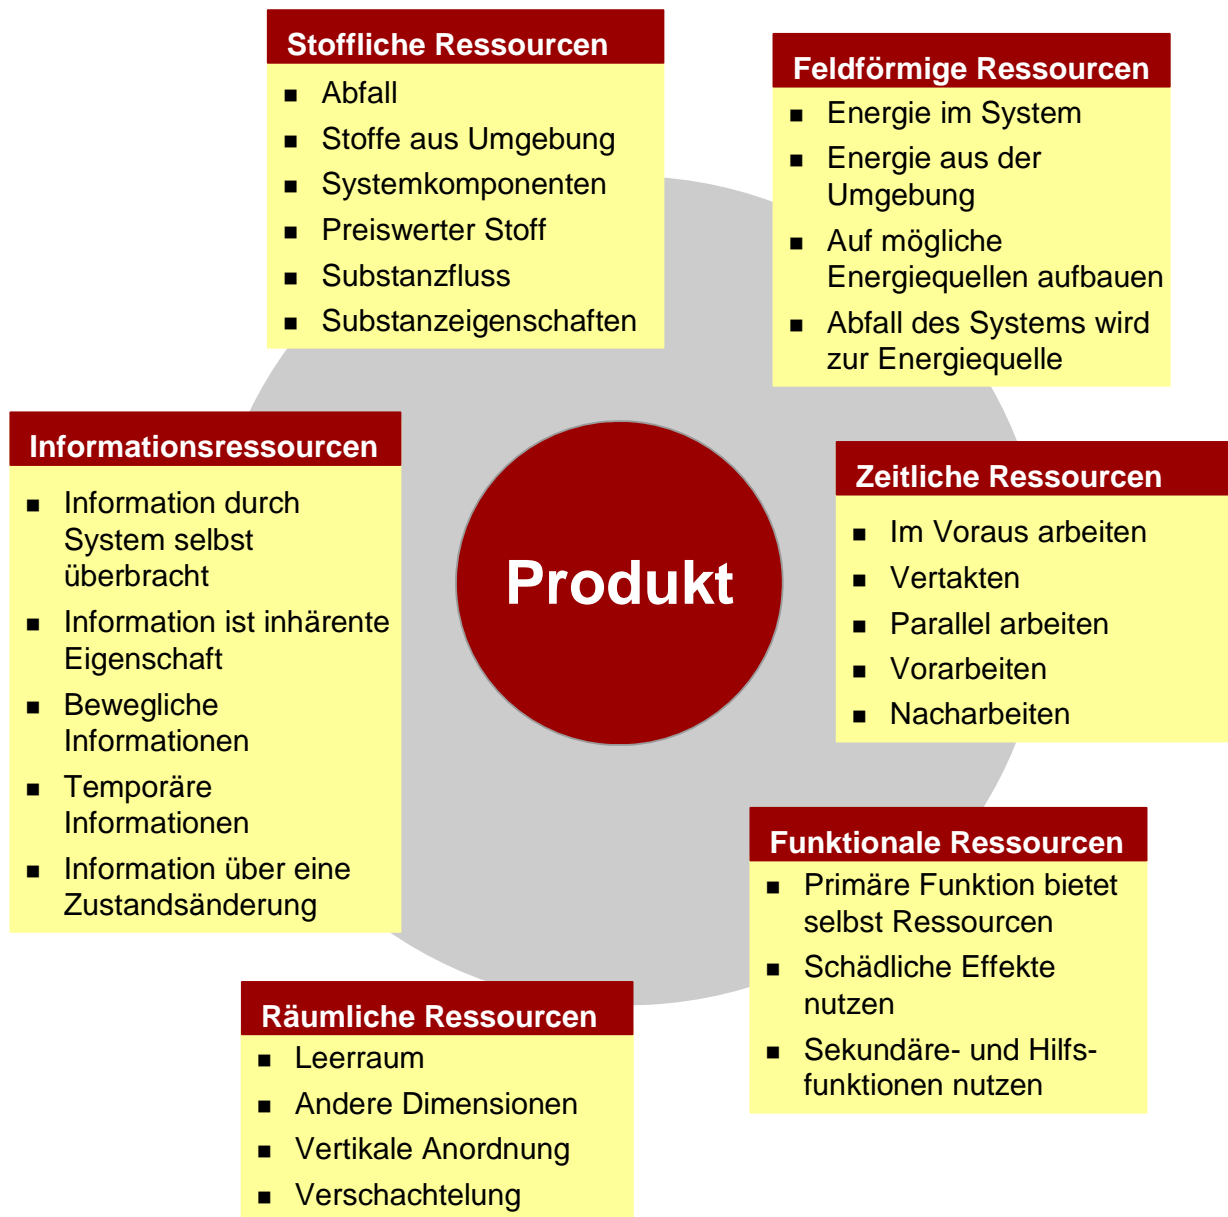 Stoffliche Ressourcen
■ Abfall
■ Stoffe aus Umgebung
■ Systemkomponenten
■ Preiswerter Stoff
■ Substanzfluss
■ Substanzeigenschaften
Feldförmige Ressourcen
■ Energie im System
■ Energie aus der
Umgebung
■ Auf mögliche
Energiequellen aufbauen
■ Abfall des Systems wird
zur Energiequelle
Informationsressourcen
■ Information durch
System selbst
überbracht
■ Information ist inhärente
Eigenschaft
■ Bewegliche
Informationen
■ Temporäre
Informationen
■ Information über eine
Zustandsänderung
Produkt
Zeitliche Ressourcen
■ Im Voraus arbeiten
■ Vertakten
■ Parallel arbeiten
■ Vorarbeiten
■ Nacharbeiten
Funktionale Ressourcen
■ Primäre Funktion bietet
selbst Ressourcen
■ Schädliche Effekte
nutzen
■ Sekundäre- und Hilfs-
funktionen nutzen
Räumliche Ressourcen
■ Leerraum
■ Andere Dimensionen
■ Vertikale Anordnung
■ Verschachtelung